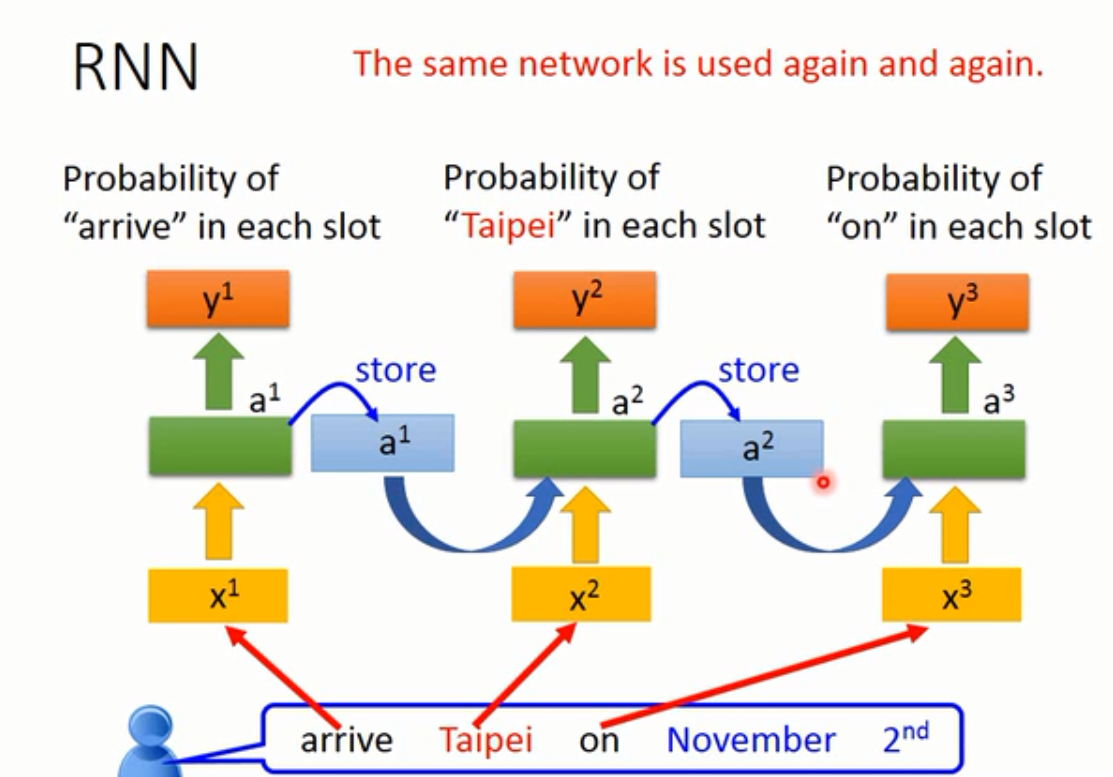 RNN
The same network is used again and again.
Probability of
“arrive” in each slot
Probability of
“Taipei” in each slot
Probability of
“on” in each slot
y¹
y²
y³
store
store
a¹
a²
a³
a¹
a²
x¹
x²
x³
arrive Taipei on November 2ⁿᵈ